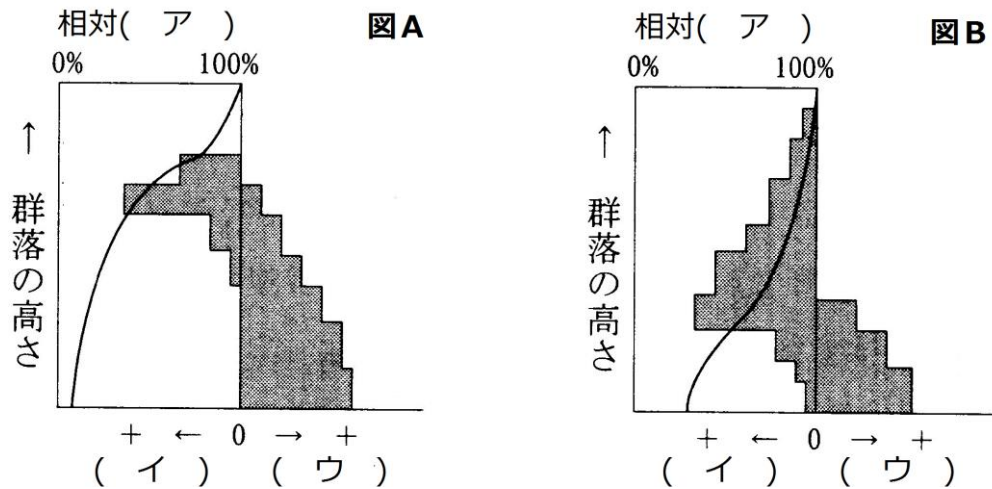 相対( ア )
図A
0%
100%
↑
群落の高さ
+ ← 0 → +
( イ )
( ウ )
相対( ア )
図B
0%
100%
↑
群落の高さ
+ ← 0 → +
( イ )
( ウ )